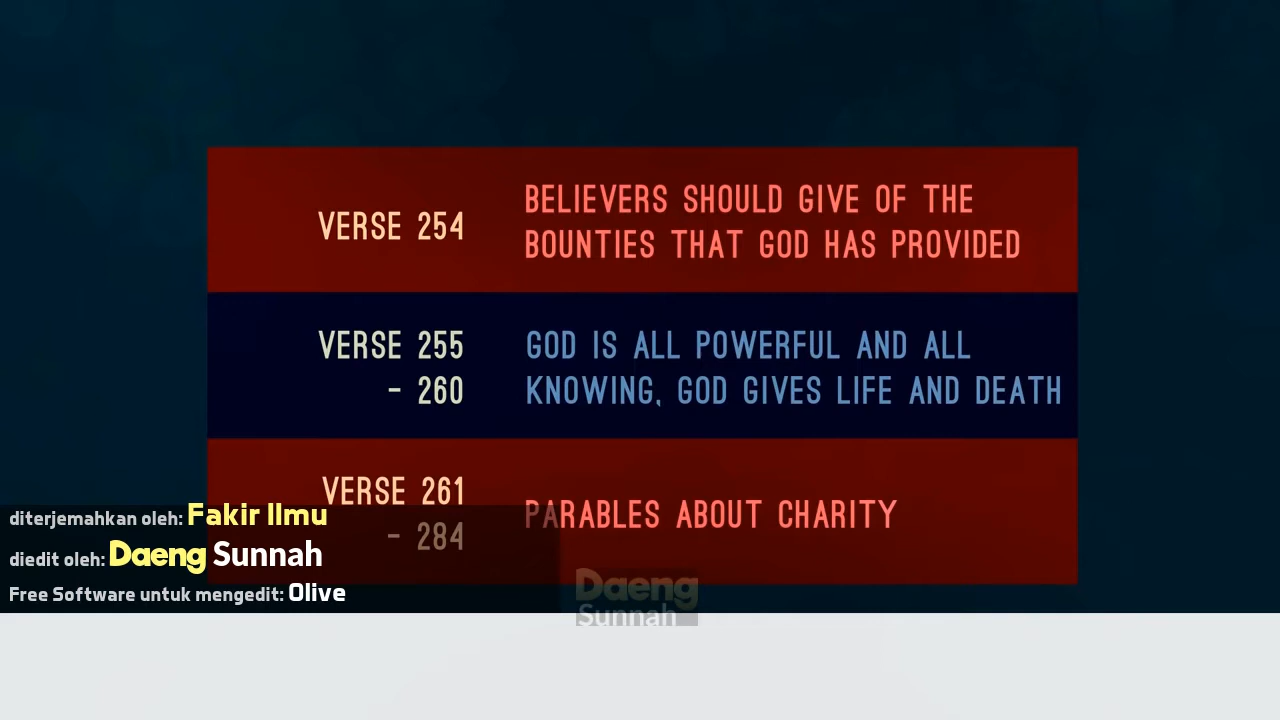 VERSE 254
BELIEVERS SHOULD GIVE OF THE
BOUNTIES THAT GOD HAS PROVIDED
VERSE 255
- 260
GOD IS ALL POWERFUL AND ALL
KNOWING, GOD GIVES LIFE AND DEATH
VERSE 261
- 284
PARABLES ABOUT CHARITY
diterjemahkan oleh: Fakir Ilmu
diedit oleh: Daeng Sunnah
Free Software untuk mengedit: Olive
Daeng
Sunnah